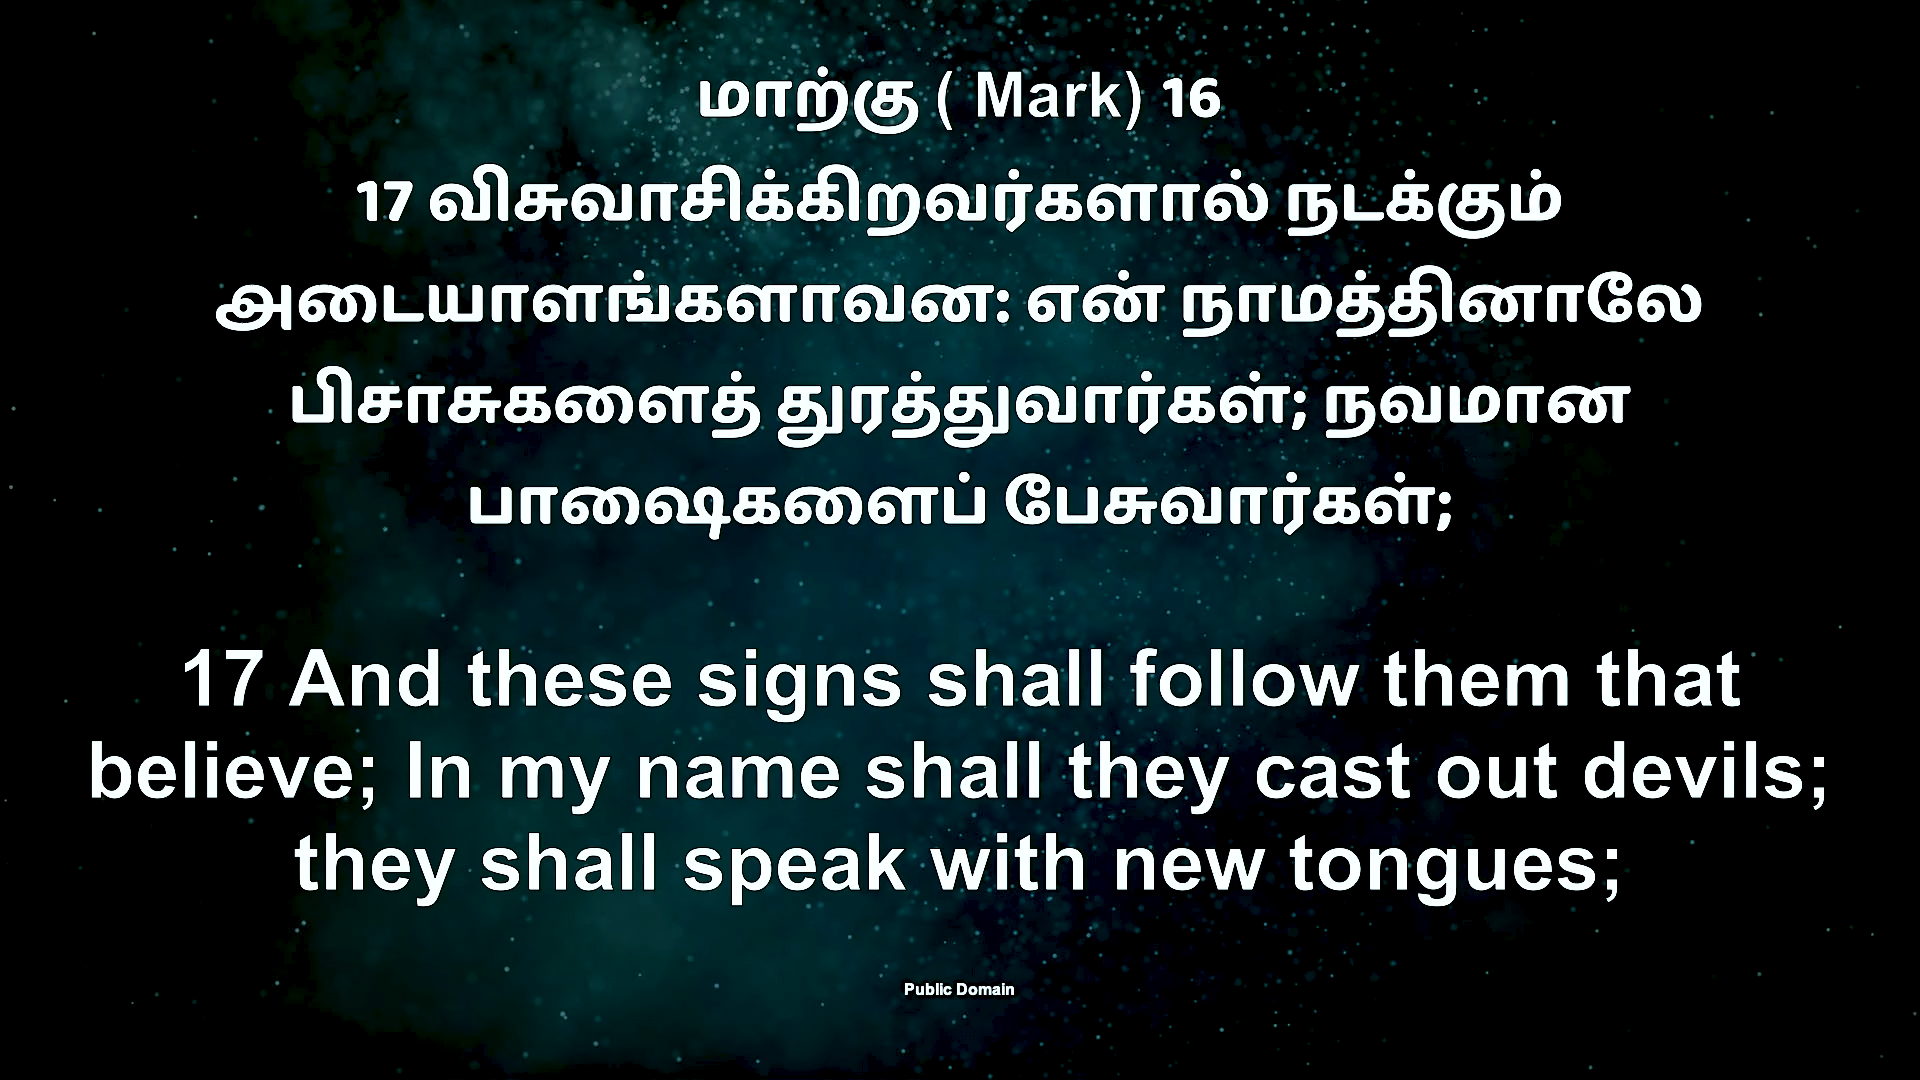 மாற்கு ( Mark) 16
17 விசுவாசிக்கிறவர்களால் நடக்கும்
அடையாளங்களாவன: என் நாமத்தினாலே
பிசாசுகளைத் துரத்துவார்கள்; நவமான
பாஷைகளைப் பேசுவார்கள்;
17 And these signs shall follow them that
believe; In my name shall they cast out devils;
they shall speak with new tongues;
Public Domain